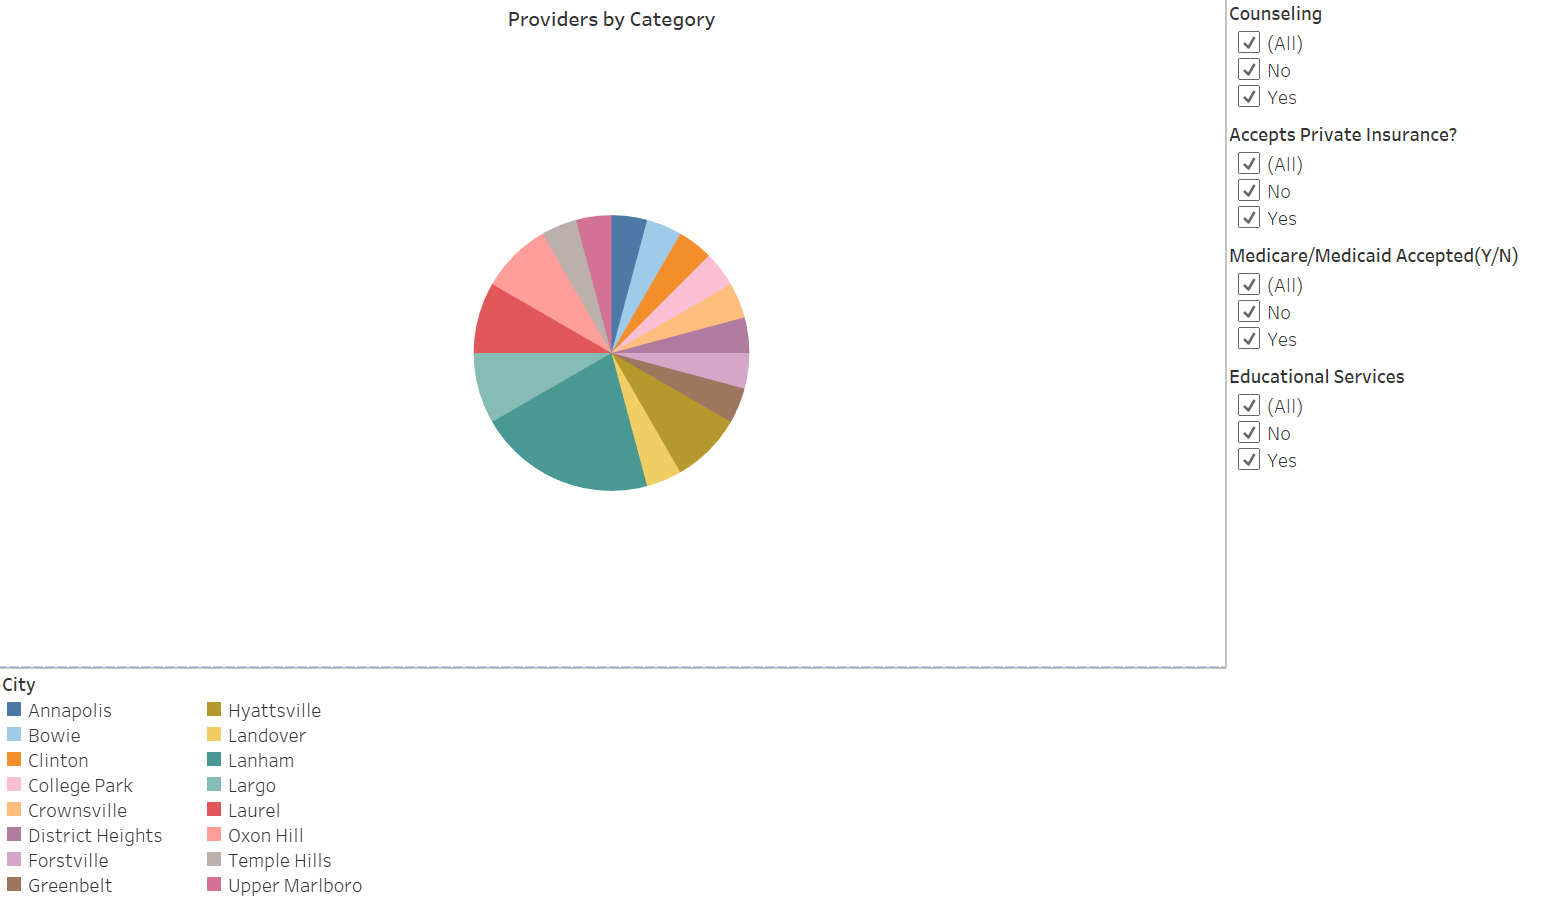 Providers by Category
Counseling
(All)
No
Yes
Accepts Private Insurance?
(All)
No
Yes
Medicare/Medicaid Accepted(Y/N)
(All)
No
Yes
Educational Services
(All)
No
Yes
City
Annapolis
Bowie
Clinton
College Park
Crownsville
District Heights
Forstville
Greenbelt
Hyattsville
Landover
Lanham
Largo
Laurel
Oxon Hill
Temple Hills
Upper Marlboro